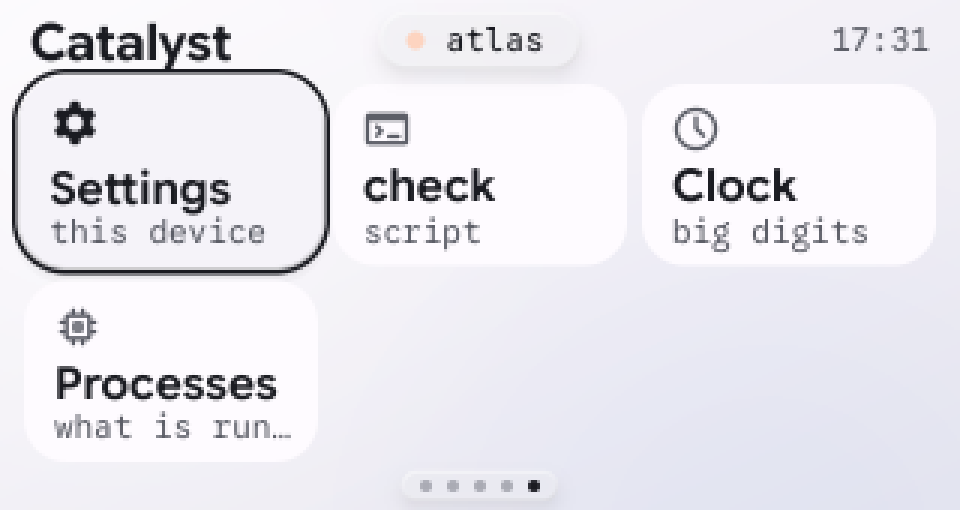 Catalyst
atlas
17:31
Settings
this device
check
script
Clock
big digits
Processes
what is run…